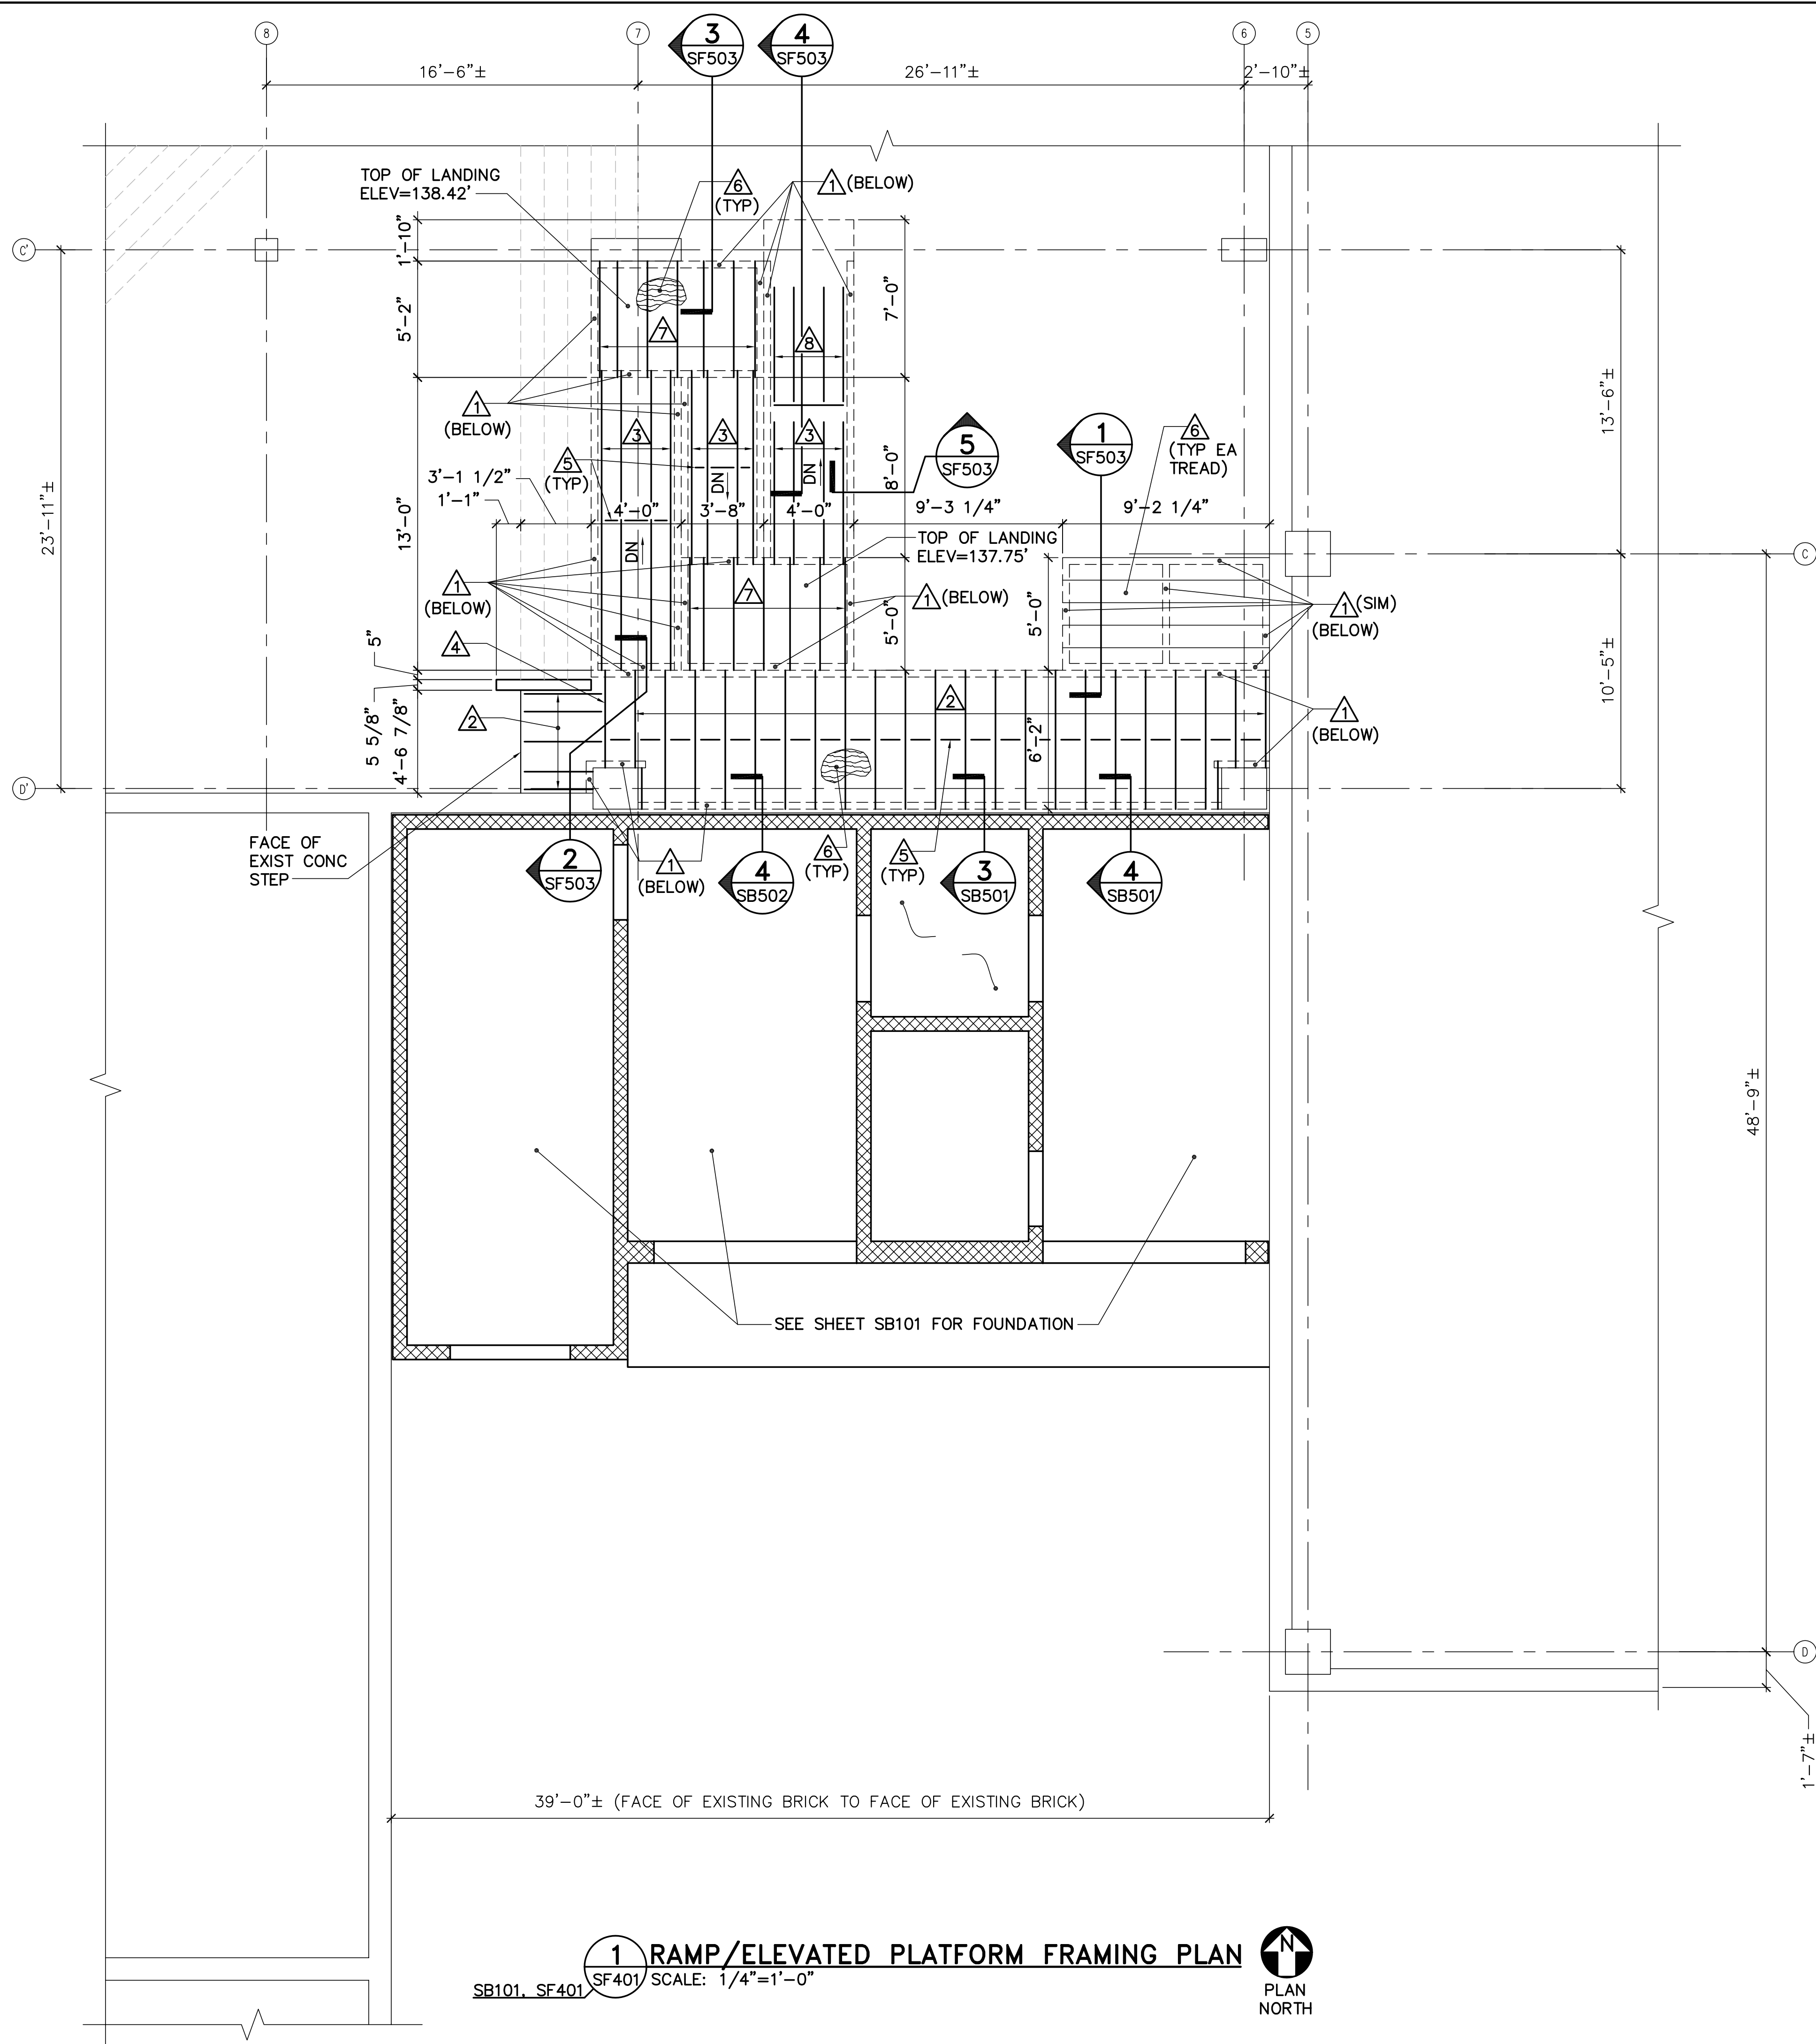 8
7
3
SF503
4
SF503
6
5
16'-6"±
26'-11"±
2'-10"±
TOP OF LANDING
ELEV=138.42'
6
(TYP)
1 (BELOW)
C'
1'-10"
5'-2"
7'-0"
7
8
1
(BELOW)
3
3
3
5
SF503
1
SF503
6
(TYP EA
TREAD)
13'-6"±
3'-1 1/2"
1'-1"
5
(TYP)
DN
DN
8'-0"
4'-0"
3'-8"
4'-0"
9'-3 1/4"
9'-2 1/4"
23'-11"±
13'-0"
DN
TOP OF LANDING
ELEV=137.75'
C
1
(BELOW)
7
1 (BELOW)
5'-0"
5'-0"
1 (SIM)
(BELOW)
5"
4
10'-5"±
2
2
5 5/8"
4'-6 7/8"
6'-2"
1
(BELOW)
D'
FACE OF
EXIST CONC
STEP
2
SF503
1
(BELOW)
4
SB502
6
(TYP)
5
(TYP)
3
SB501
4
SB501
48'-9"±
SEE SHEET SB101 FOR FOUNDATION
D
1'-7"±
39'-0"± (FACE OF EXISTING BRICK TO FACE OF EXISTING BRICK)
1
SF401
RAMP/ELEVATED PLATFORM FRAMING PLAN
SCALE: 1/4"=1'-0"
SB101, SF401
N
PLAN
NORTH